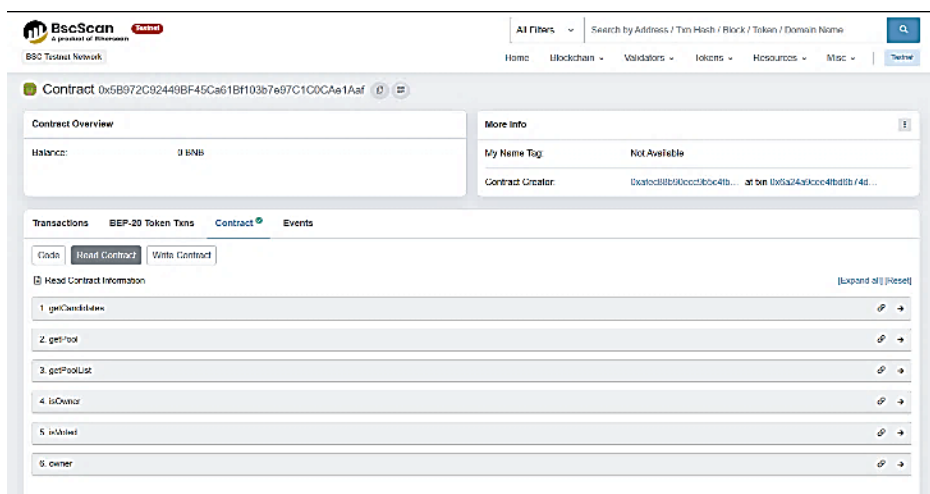 BscScan Testnet
A product of Etherscan
All Filters
Search by Address / Txn Hash / Block / Token / Domain Name
BSC Testnet Network
Home Blockchain Validators Tokens Resources Misc Testnet
Contract 0x5B972C92449BF45Ca61Bf103b7e97C1C0CAe1Aaf
Contract Overview
Balance: 0 BNB
More Info
My Name Tag: Not Available
Contract Creator: at txn
Transactions BEP-20 Token Txns Contract Events
Code Read Contract Write Contract
Read Contract Information
[Expand all] [Reset]
1. getCandidates
2. getPool
3. getPoolList
4. isOwner
5. isVoted
6. owner